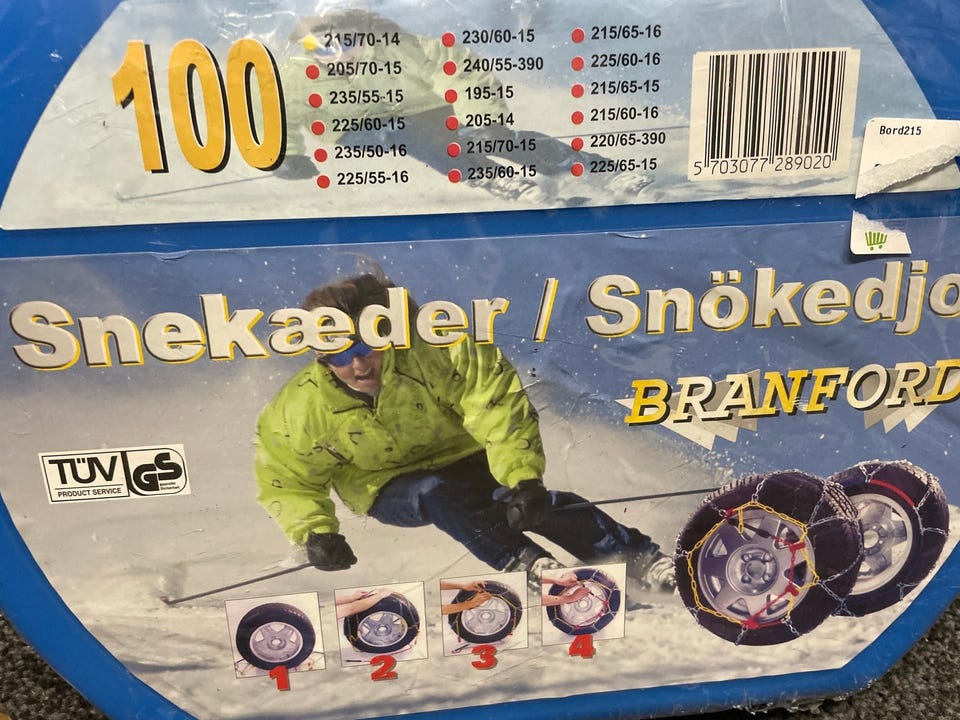 100
215/70-14
205/70-15
235/55-15
225/60-15
235/50-16
225/55-16
230/60-15
240/55-390
195-15
205-14
215/70-15
235/60-15
215/65-16
225/60-16
215/65-15
215/60-16
220/65-390
225/65-15
5 703077 289020
Bord215
Snekæder / Snökedjo
BRANFORD
TÜV GS
PRODUCT SERVICE
1 2 3 4